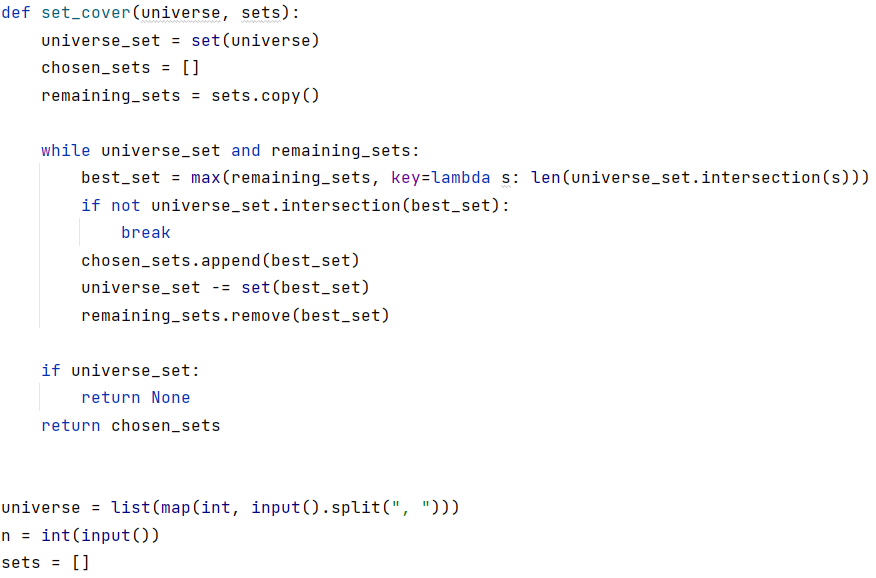 def set_cover(universe, sets):
    universe_set = set(universe)
    chosen_sets = []
    remaining_sets = sets.copy()

    while universe_set and remaining_sets:
        best_set = max(remaining_sets, key=lambda s: len(universe_set.intersection(s)))
        if not universe_set.intersection(best_set):
            break
        chosen_sets.append(best_set)
        universe_set -= set(best_set)
        remaining_sets.remove(best_set)

    if universe_set:
        return None
    return chosen_sets


universe = list(map(int, input().split(", ")))
n = int(input())
sets = []